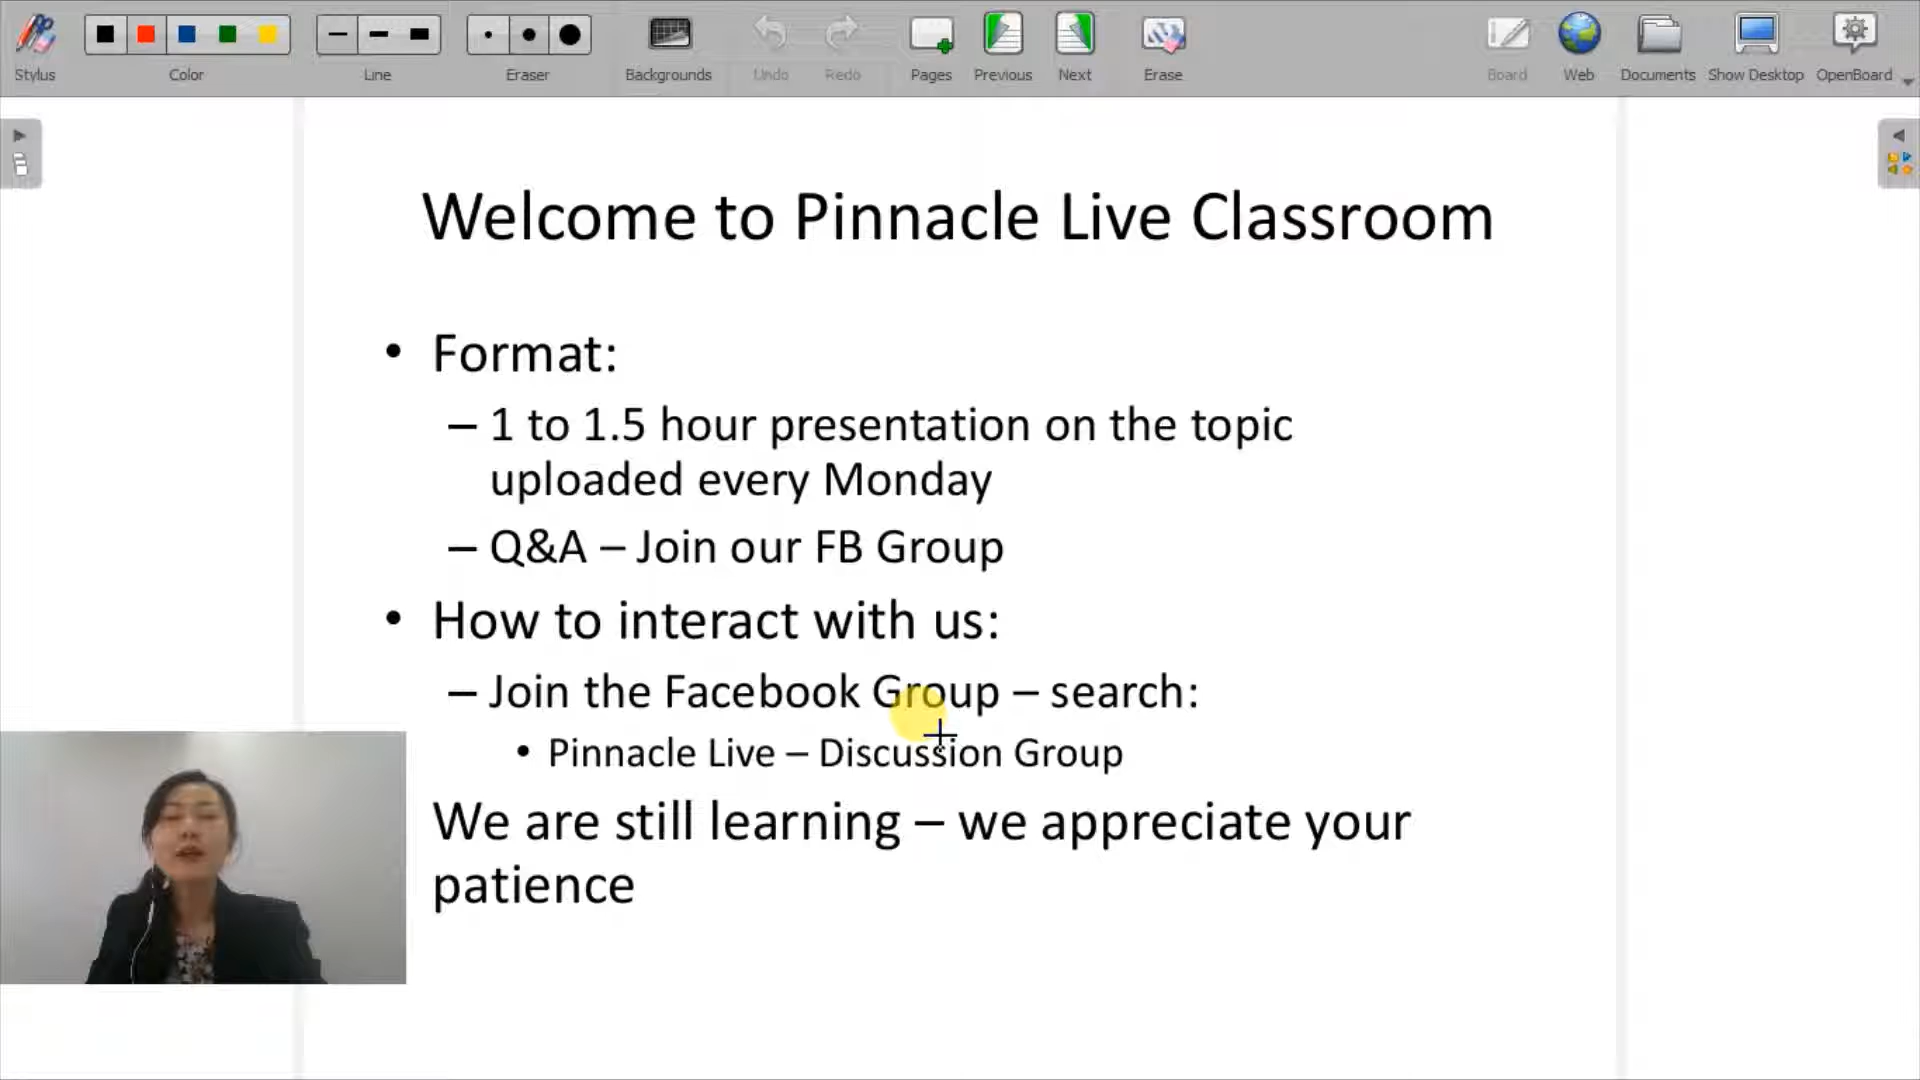 Stylus Color Line Eraser Backgrounds Undo Redo Pages Previous Next Erase Board Web Documents Show Desktop OpenBoard
Welcome to Pinnacle Live Classroom
• Format:
– 1 to 1.5 hour presentation on the topic
uploaded every Monday
– Q&A – Join our FB Group
• How to interact with us:
– Join the Facebook Group – search:
• Pinnacle Live – Discussion Group
We are still learning – we appreciate your
patience